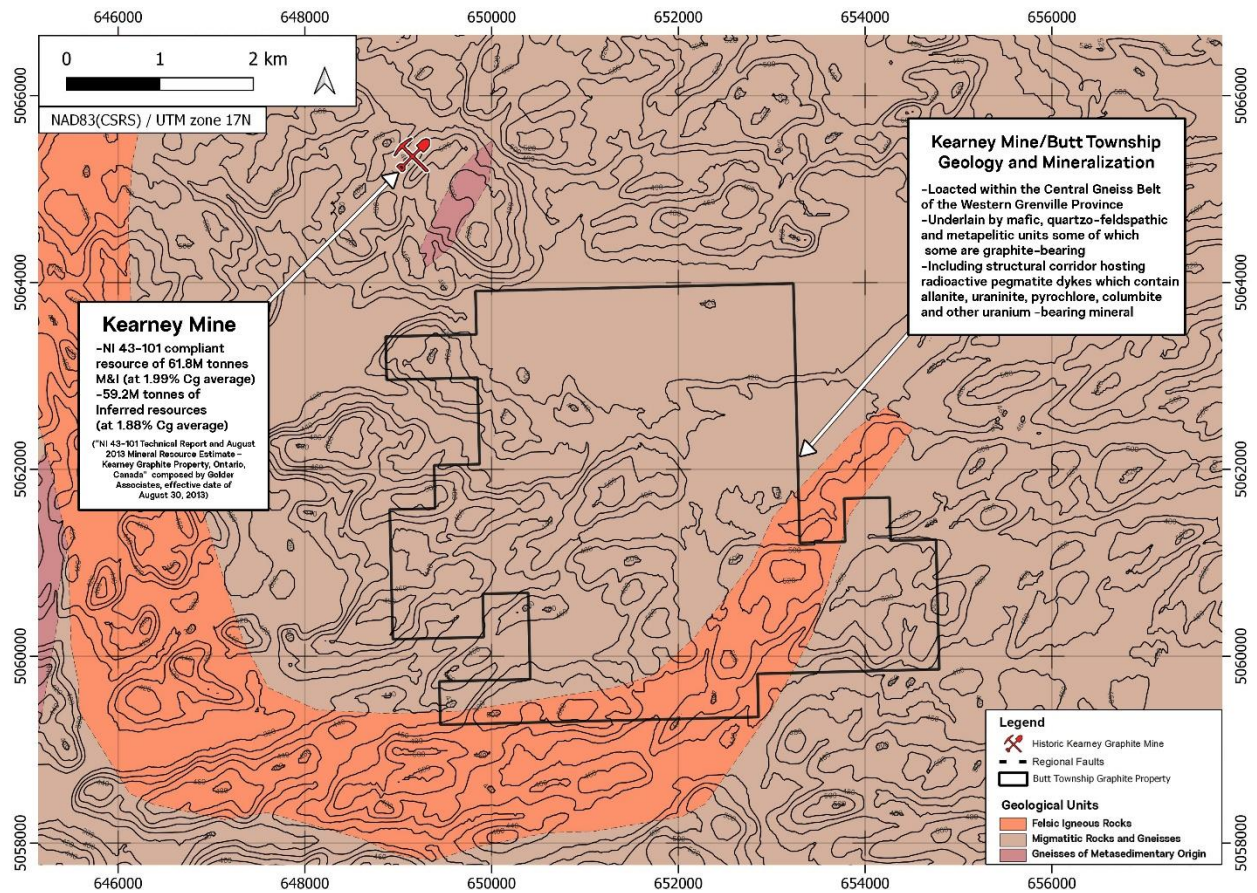 646000 648000 650000 652000 654000 656000
0 1 2 km
NAD83(CSRS) / UTM zone 17N
5066000
5064000
5062000
5060000
5058000
Kearney Mine
-NI 43-101 compliant
resource of 61.8M tonnes
M&I (at 1.99% Cg average)
-59.2M tonnes of
Inferred resources
(at 1.88% Cg average)
("NI 43-101 Technical Report and August
2013 Mineral Resource Estimate –
Kearney Graphite Property, Ontario,
Canada" composed by Golder
Associates, effective date of
August 30, 2013)
Kearney Mine/Butt Township
Geology and Mineralization
-Loacted within the Central Gneiss Belt
of the Western Grenville Province
-Underlain by mafic, quartzo-feldspathic
and metapelitic units some of which
some are graphite-bearing
-Including structural corridor hosting
radioactive pegmatite dykes which contain
allanite, uraninite, pyrochlore, columbite
and other uranium -bearing mineral
5066000
5064000
5062000
5060000
5058000
Legend
Historic Kearney Graphite Mine
Regional Faults
Butt Township Graphite Property
Geological Units
Felsic Igneous Rocks
Migmatitic Rocks and Gneisses
Gneisses of Metasedimentary Origin
646000 648000 650000 652000 654000 656000